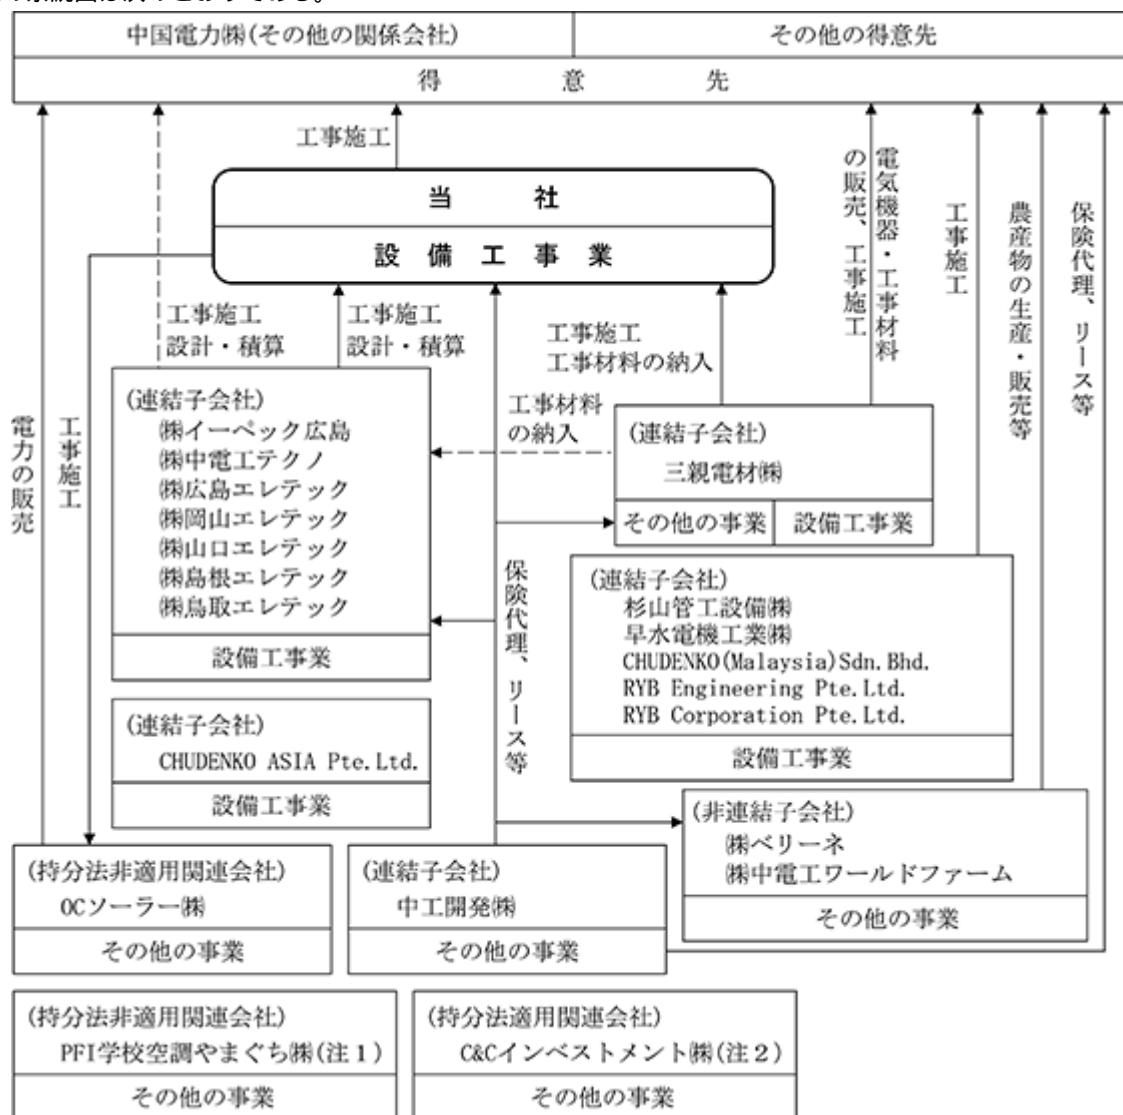 の系統図は次のとおりである。
中国電力㈱(その他の関係会社)
その他の得意先
得意先
工事施工
当社
設備工事業
電気機器・工事材料
の販売、工事施工
工事施工
農産物の生産・販売等
保険代理、リース等
工事施工
設計・積算
工事施工
設計・積算
工事施工
工事材料の納入
電力の販売
工事施工
(連結子会社)
㈱イーペック広島
㈱中電工テクノ
㈱広島エレテック
㈱岡山エレテック
㈱山口エレテック
㈱島根エレテック
㈱鳥取エレテック
設備工事業
工事材料
の納入
(連結子会社)
三親電材㈱
その他の事業
設備工事業
保険代理、リース等
(連結子会社)
杉山管工設備㈱
早水電機工業㈱
CHUDENKO(Malaysia)Sdn.Bhd.
RYB Engineering Pte.Ltd.
RYB Corporation Pte.Ltd.
設備工事業
(連結子会社)
CHUDENKO ASIA Pte.Ltd.
設備工事業
(非連結子会社)
㈱ベリーネ
㈱中電工ワールドファーム
その他の事業
(持分法非適用関連会社)
OCソーラー㈱
その他の事業
(連結子会社)
中工開発㈱
その他の事業
(持分法非適用関連会社)
PFI学校空調やまぐち㈱(注1)
その他の事業
(持分法適用関連会社)
C&Cインベストメント㈱(注2)
その他の事業